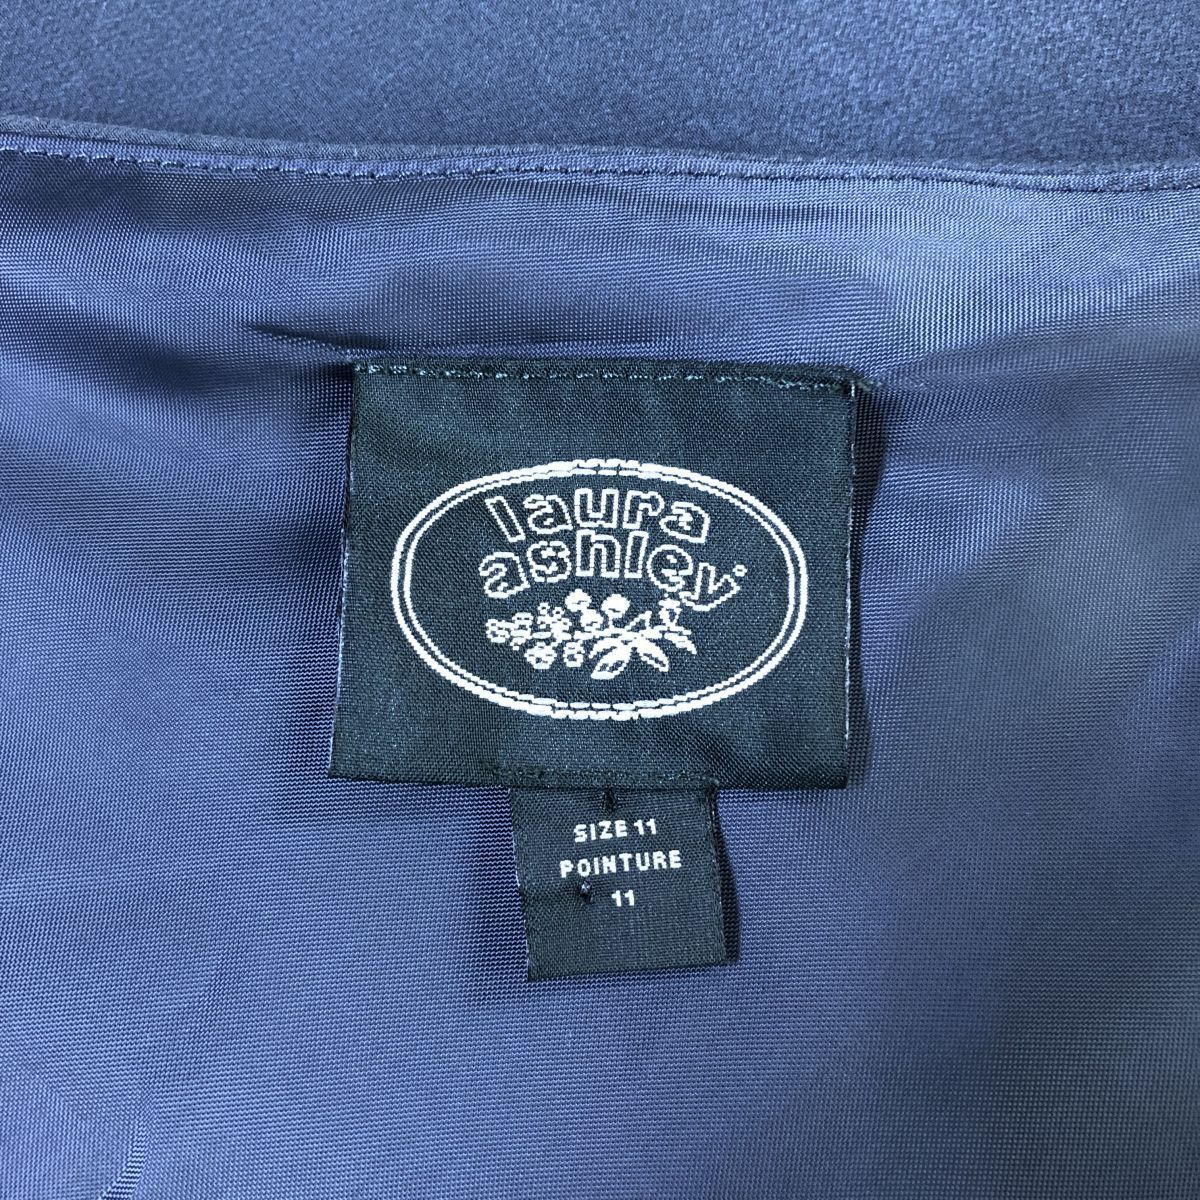 laura
ashley®
SIZE 11
POINTURE
11